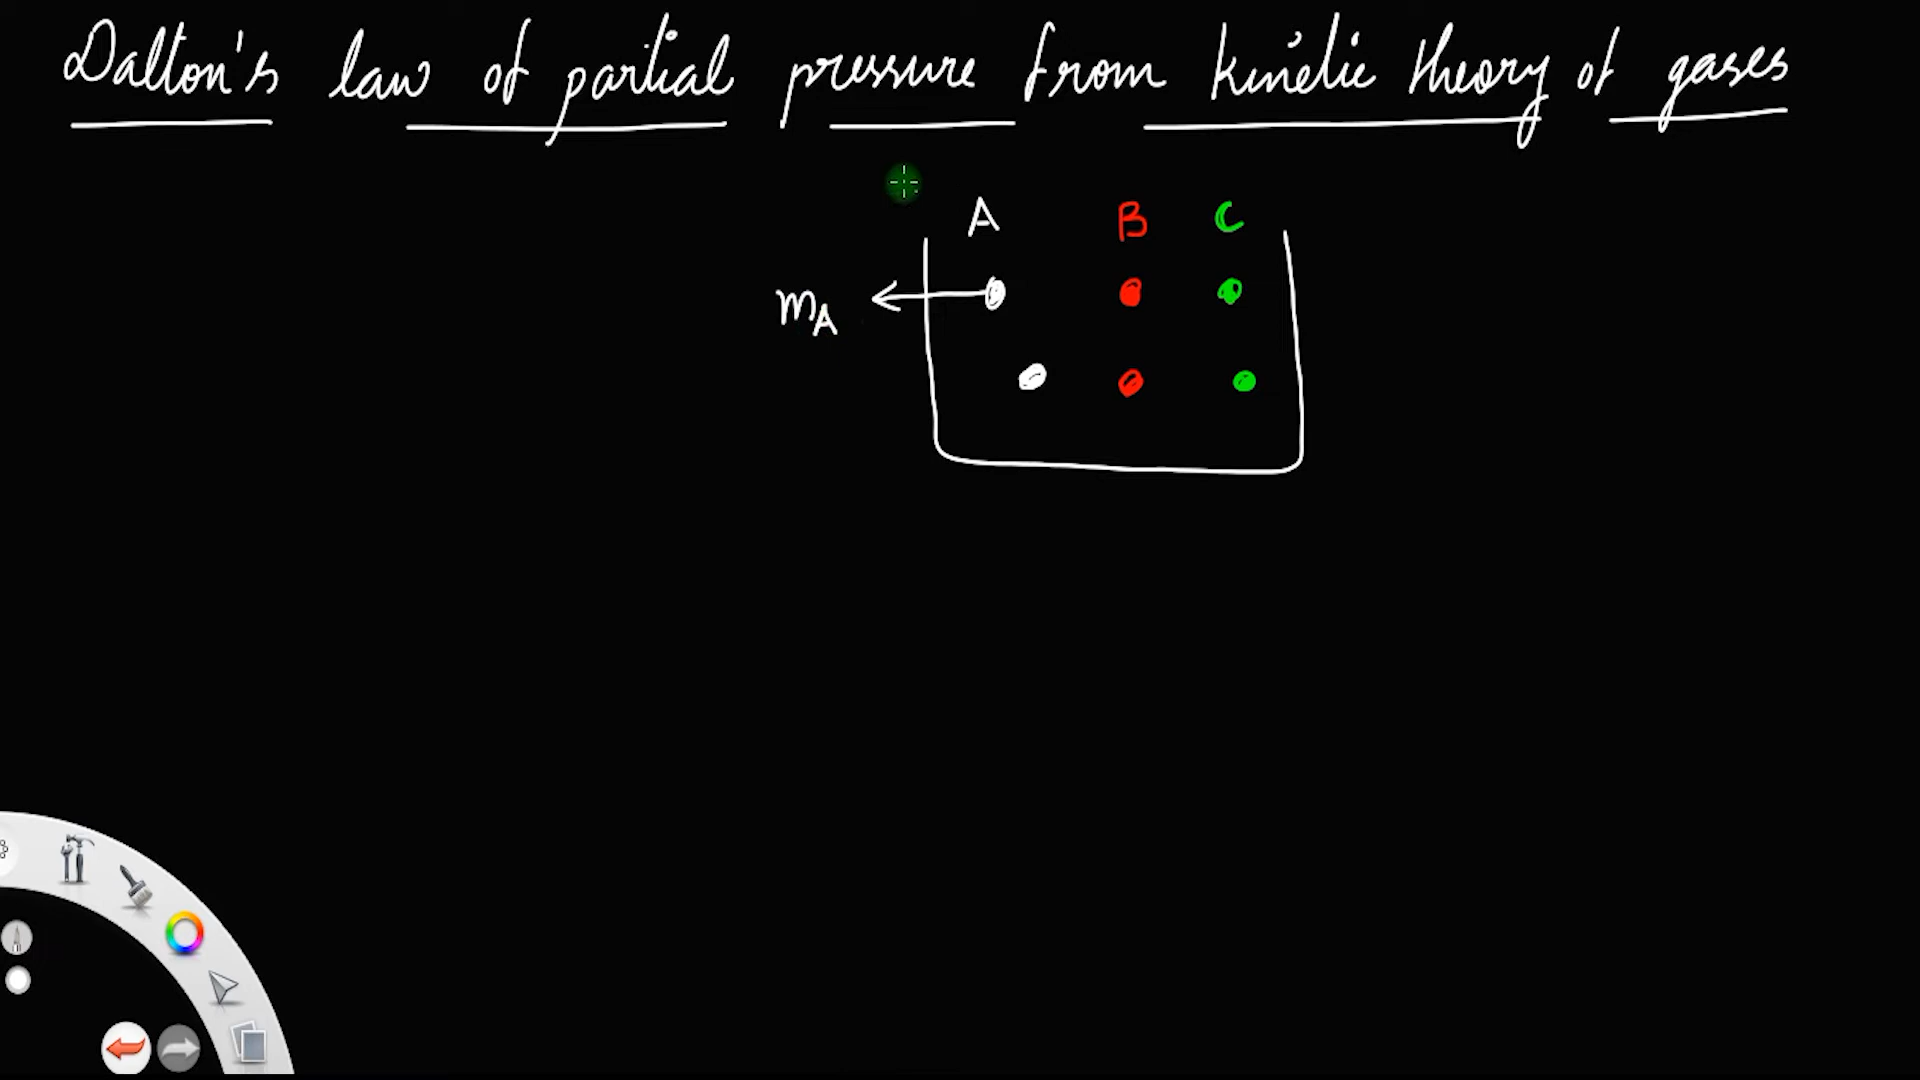 Dalton's law of partial pressure from kinetic theory of gases
A B C
mA